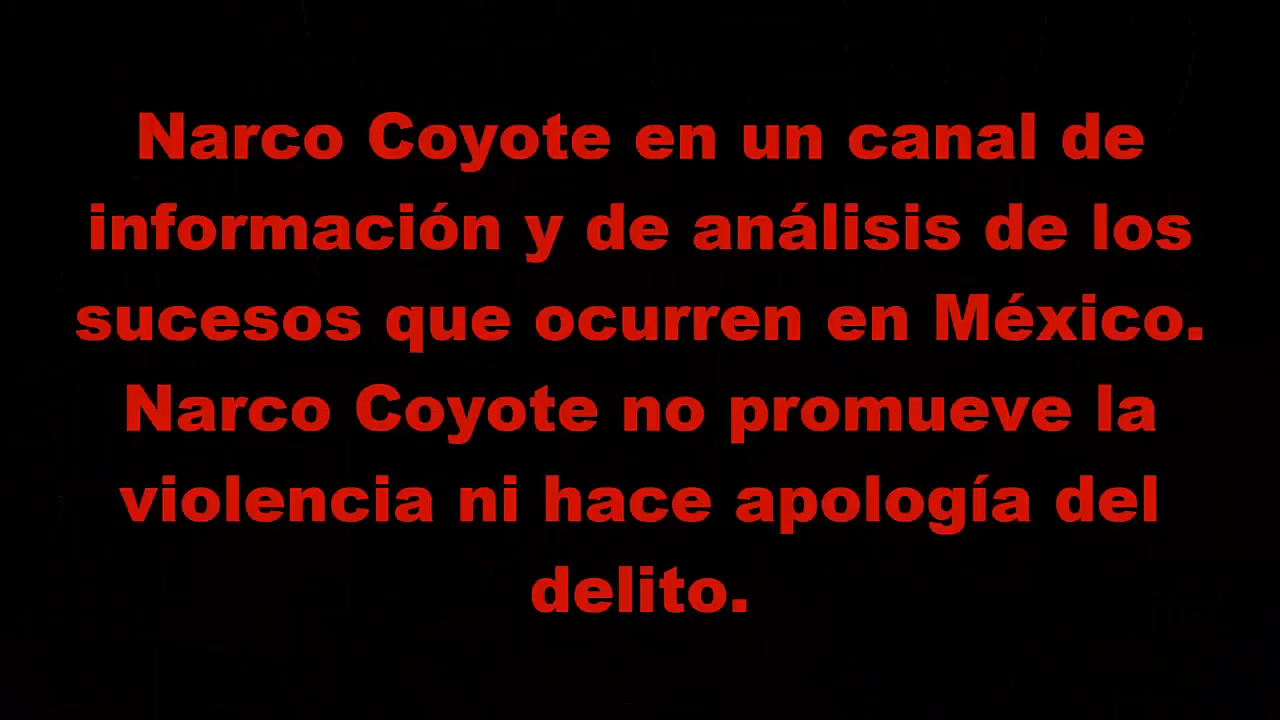 Narco Coyote en un canal de
información y de análisis de los
sucesos que ocurren en México.
Narco Coyote no promueve la
violencia ni hace apología del
delito.